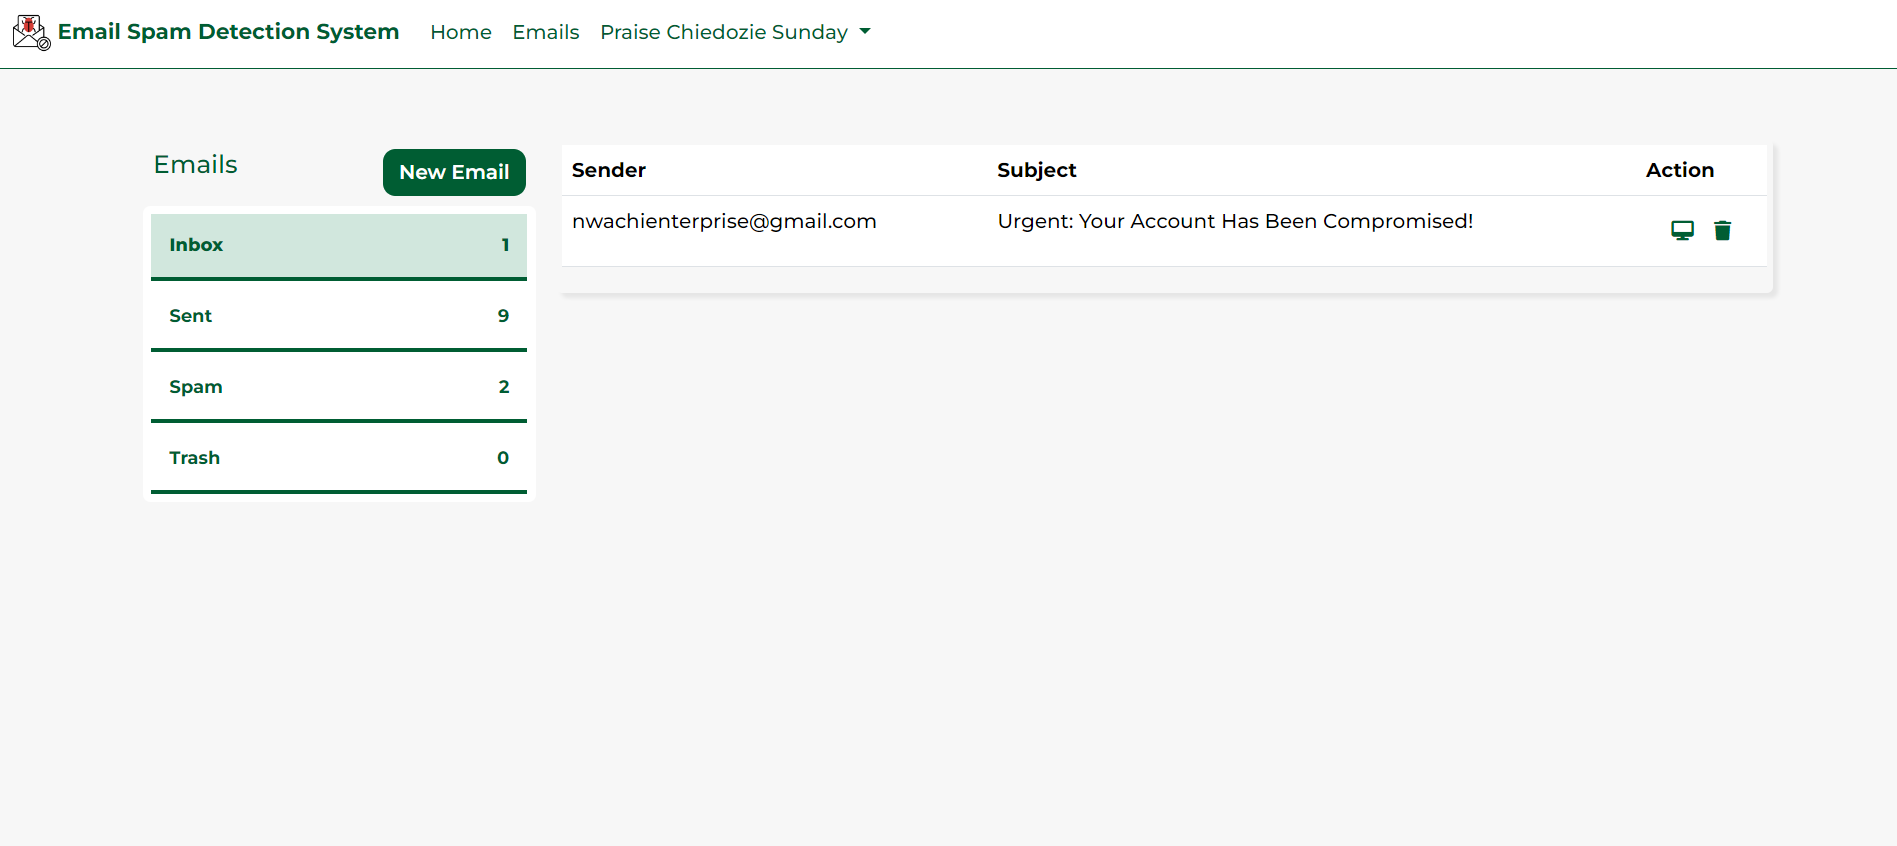 Email Spam Detection System Home Emails Praise Chiedozie Sunday
Emails New Email
Inbox 1
Sent 9
Spam 2
Trash 0
Sender Subject Action
nwachienterprise@gmail.com Urgent: Your Account Has Been Compromised!